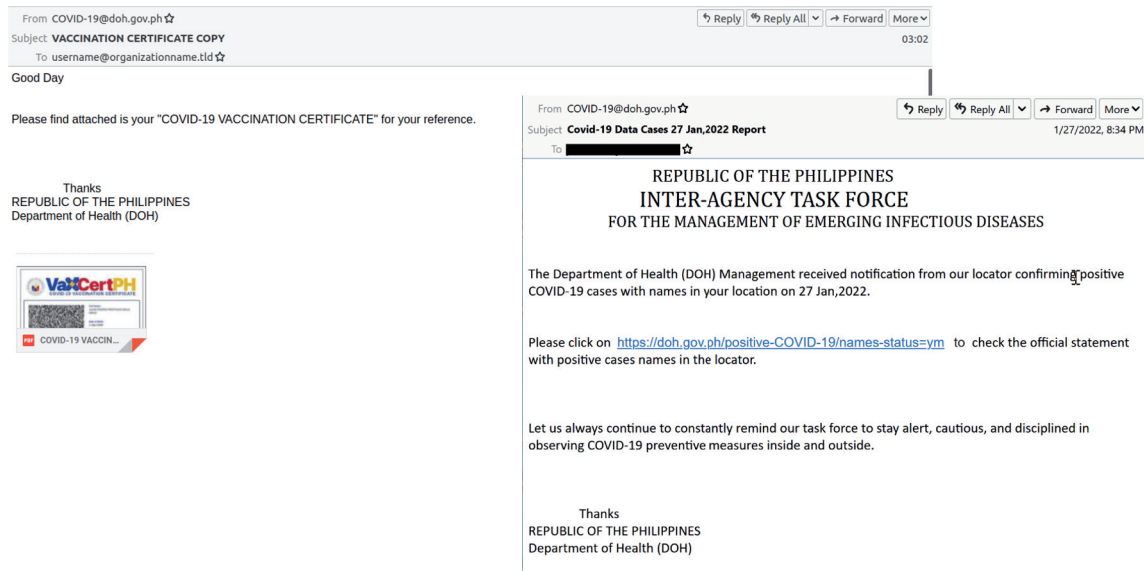 From COVID-19@doh.gov.ph
Reply Reply All Forward More
Subject VACCINATION CERTIFICATE COPY
03:02
To username@organizationname.tld
Good Day
Please find attached is your "COVID-19 VACCINATION CERTIFICATE" for your reference.
Thanks
REPUBLIC OF THE PHILIPPINES
Department of Health (DOH)
VaxCertPH
COVID-19 VACCINATION CERTIFICATE
PDF COVID-19 VACCIN...
From COVID-19@doh.gov.ph
Reply Reply All Forward More
Subject Covid-19 Data Cases 27 Jan,2022 Report
1/27/2022, 8:34 PM
To
REPUBLIC OF THE PHILIPPINES
INTER-AGENCY TASK FORCE
FOR THE MANAGEMENT OF EMERGING INFECTIOUS DISEASES
The Department of Health (DOH) Management received notification from our locator confirming positive
COVID-19 cases with names in your location on 27 Jan,2022.
Please click on https://doh.gov.ph/positive-COVID-19/names-status=ym to check the official statement
with positive cases names in the locator.
Let us always continue to constantly remind our task force to stay alert, cautious, and disciplined in
observing COVID-19 preventive measures inside and outside.
Thanks
REPUBLIC OF THE PHILIPPINES
Department of Health (DOH)